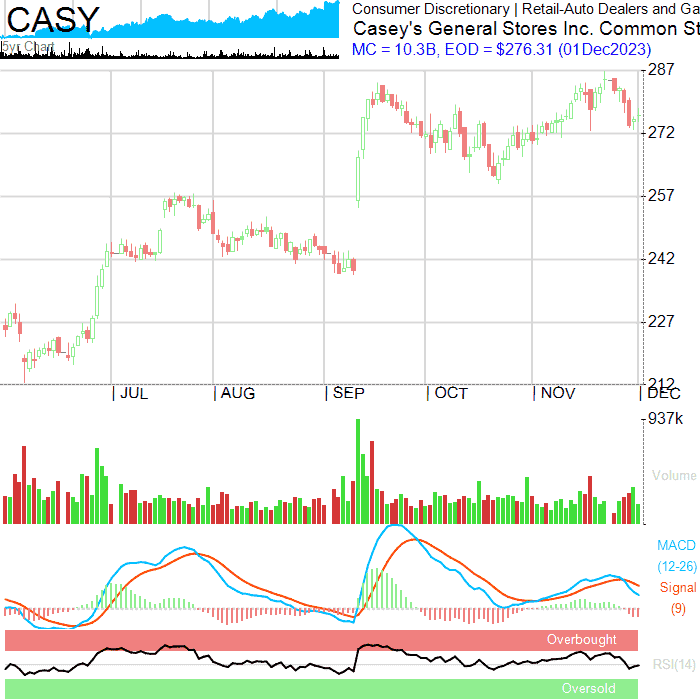 CASY
5yr Chart
Consumer Discretionary | Retail-Auto Dealers and Ga
Casey's General Stores Inc. Common St
MC = 10.3B, EOD = $276.31 (01Dec2023)
287
272
257
242
227
212
JUL AUG SEP OCT NOV DEC
937k
Volume
MACD
(12-26)
Signal
(9)
Overbought
RSI(14)
Oversold